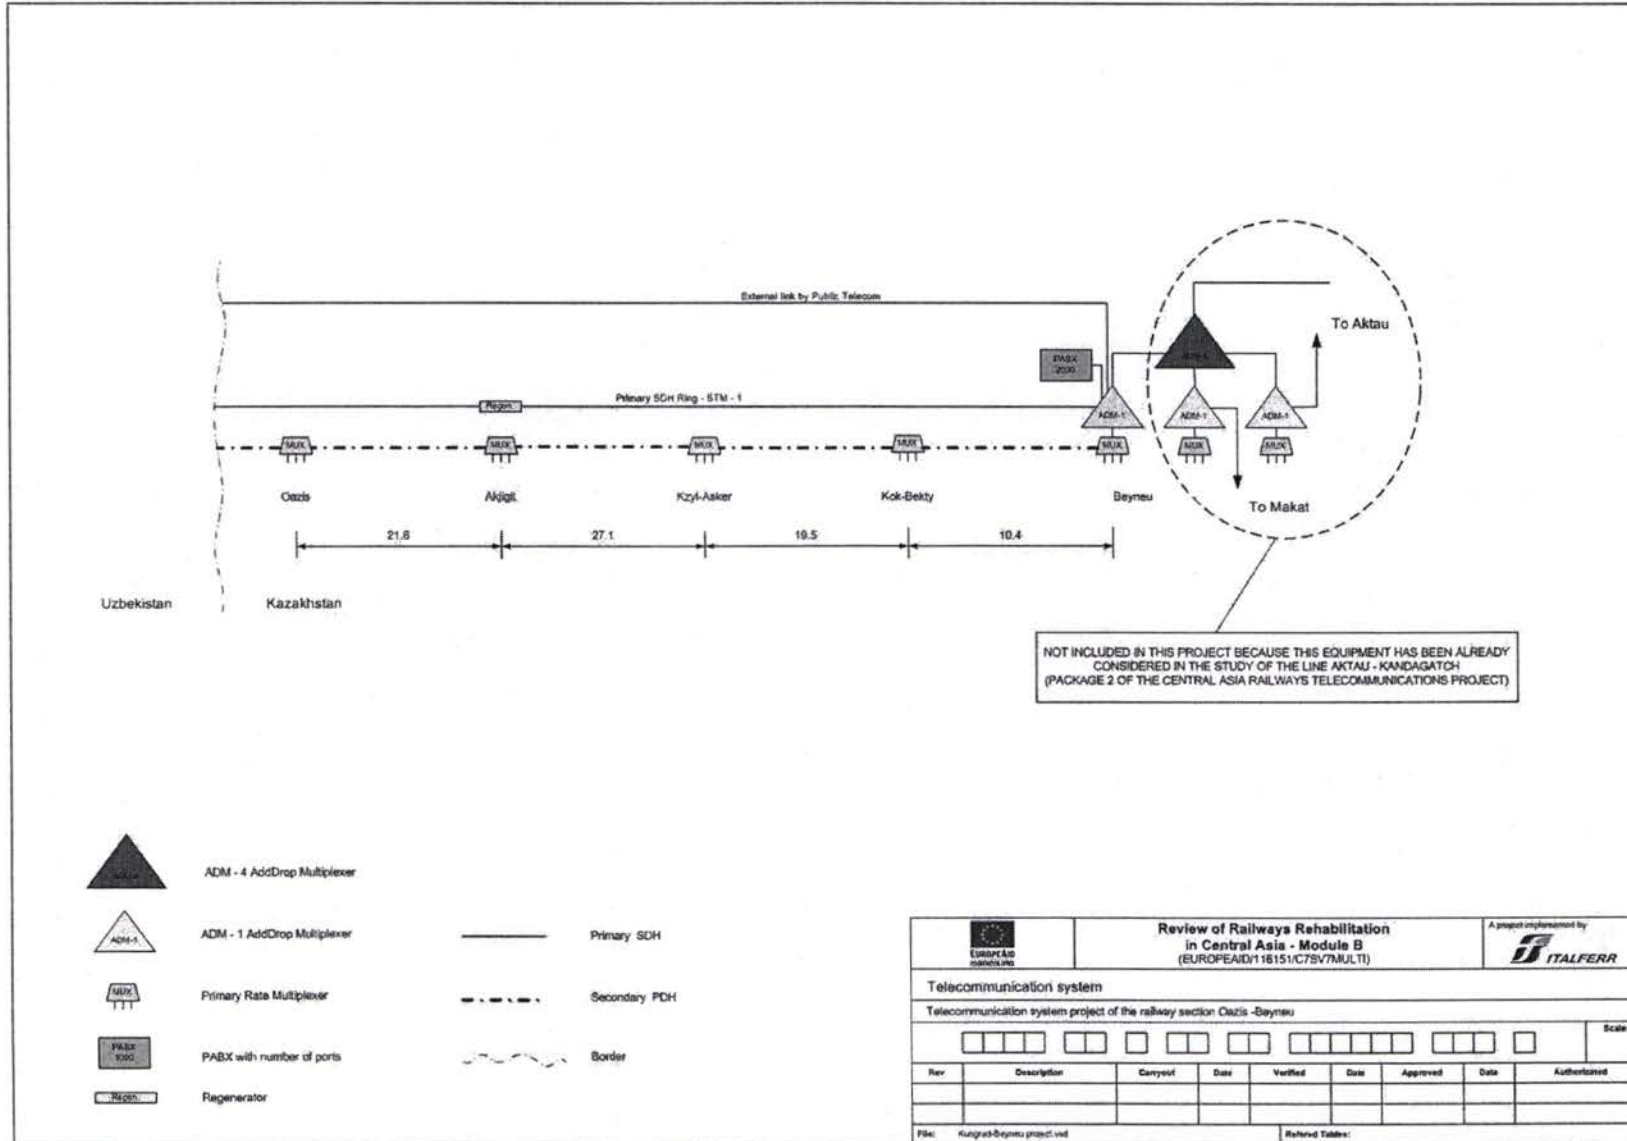 External link by Public Telecom
To Aktau
PABX
2000
Regen.
Primary SDH Ring - STM - 1
ADM-1
ADM-1
ADM-1
MUX
MUX
MUX
MUX
MUX
MUX
MUX
Oazis
Akjigit
Kzyl-Asker
Kok-Bekty
Beyneu
To Makat
21.6
27.1
19.5
10.4
Uzbekistan
Kazakhstan
NOT INCLUDED IN THIS PROJECT BECAUSE THIS EQUIPMENT HAS BEEN ALREADY
CONSIDERED IN THE STUDY OF THE LINE AKTAU - KANDAGATCH
(PACKAGE 2 OF THE CENTRAL ASIA RAILWAYS TELECOMMUNICATIONS PROJECT)
ADM - 4 AddDrop Multiplexer
ADM-1
ADM - 1 AddDrop Multiplexer
Primary SDH
MUX
Primary Rate Multiplexer
Secondary PDH
PABX
1000
PABX with number of ports
Border
Regen.
Regenerator
EUROPEAID
Review of Railways Rehabilitation
in Central Asia - Module B
(EUROPEAID/116151/C/SV/MULTI)
A project implemented by
ITALFERR
Telecommunication system
Telecommunication system project of the railway section Oazis -Beyneu
Scale
Rev Description Carryout Date Verified Date Approved Date Authorizated
File: Kungrad-Beyneu project.vsd Refered Tables: